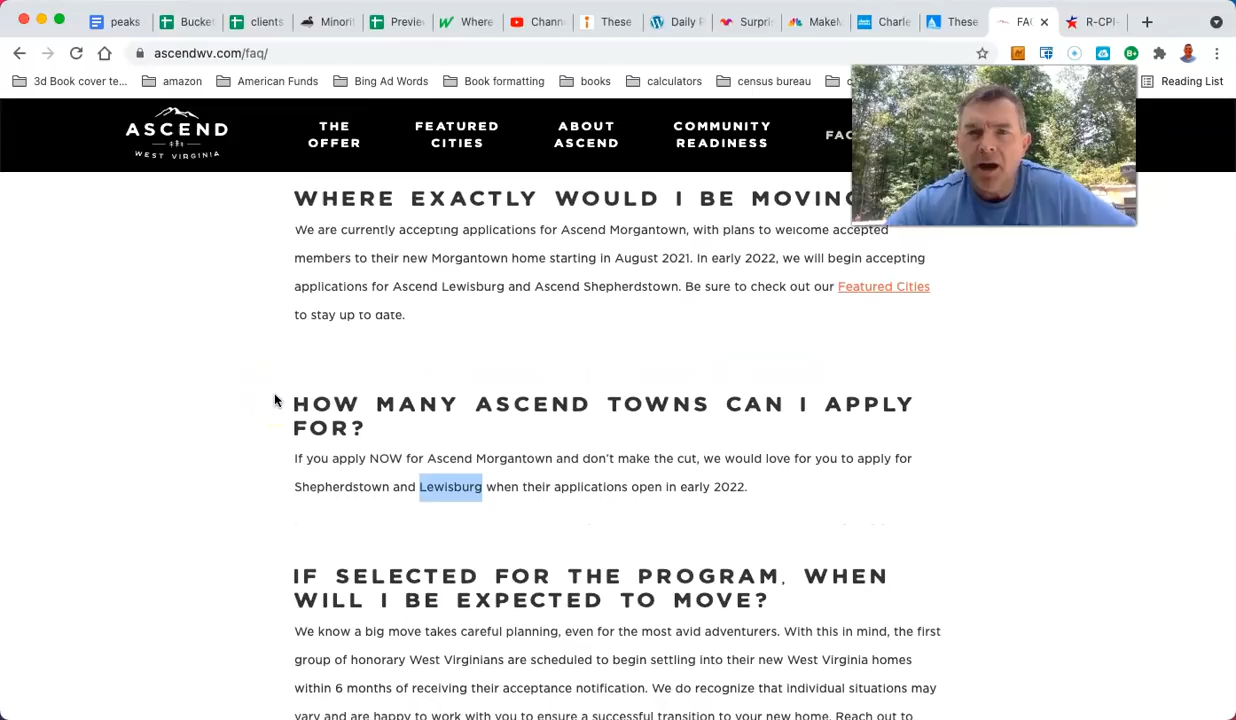 peaks
Bucket
clients
Minorit
Preview
Where
Chann
These
Daily P
Surpris
MakeM
Charle
These
FAQ
R-CPI-
ascendwv.com/faq/
3d Book cover te...
amazon
American Funds
Bing Ad Words
Book formatting
books
calculators
census bureau
Reading List
ASCEND
WEST VIRGINIA
THE
OFFER
FEATURED
CITIES
ABOUT
ASCEND
COMMUNITY
READINESS
FAQ
WHERE EXACTLY WOULD I BE MOVING
We are currently accepting applications for Ascend Morgantown, with plans to welcome accepted
members to their new Morgantown home starting in August 2021. In early 2022, we will begin accepting
applications for Ascend Lewisburg and Ascend Shepherdstown. Be sure to check out our Featured Cities
to stay up to date.
HOW MANY ASCEND TOWNS CAN I APPLY
FOR?
If you apply NOW for Ascend Morgantown and don't make the cut, we would love for you to apply for
Shepherdstown and Lewisburg when their applications open in early 2022.
IF SELECTED FOR THE PROGRAM, WHEN
WILL I BE EXPECTED TO MOVE?
We know a big move takes careful planning, even for the most avid adventurers. With this in mind, the first
group of honorary West Virginians are scheduled to begin settling into their new West Virginia homes
within 6 months of receiving their acceptance notification. We do recognize that individual situations may
vary and are happy to work with you to ensure a successful transition to your new home. Reach out to